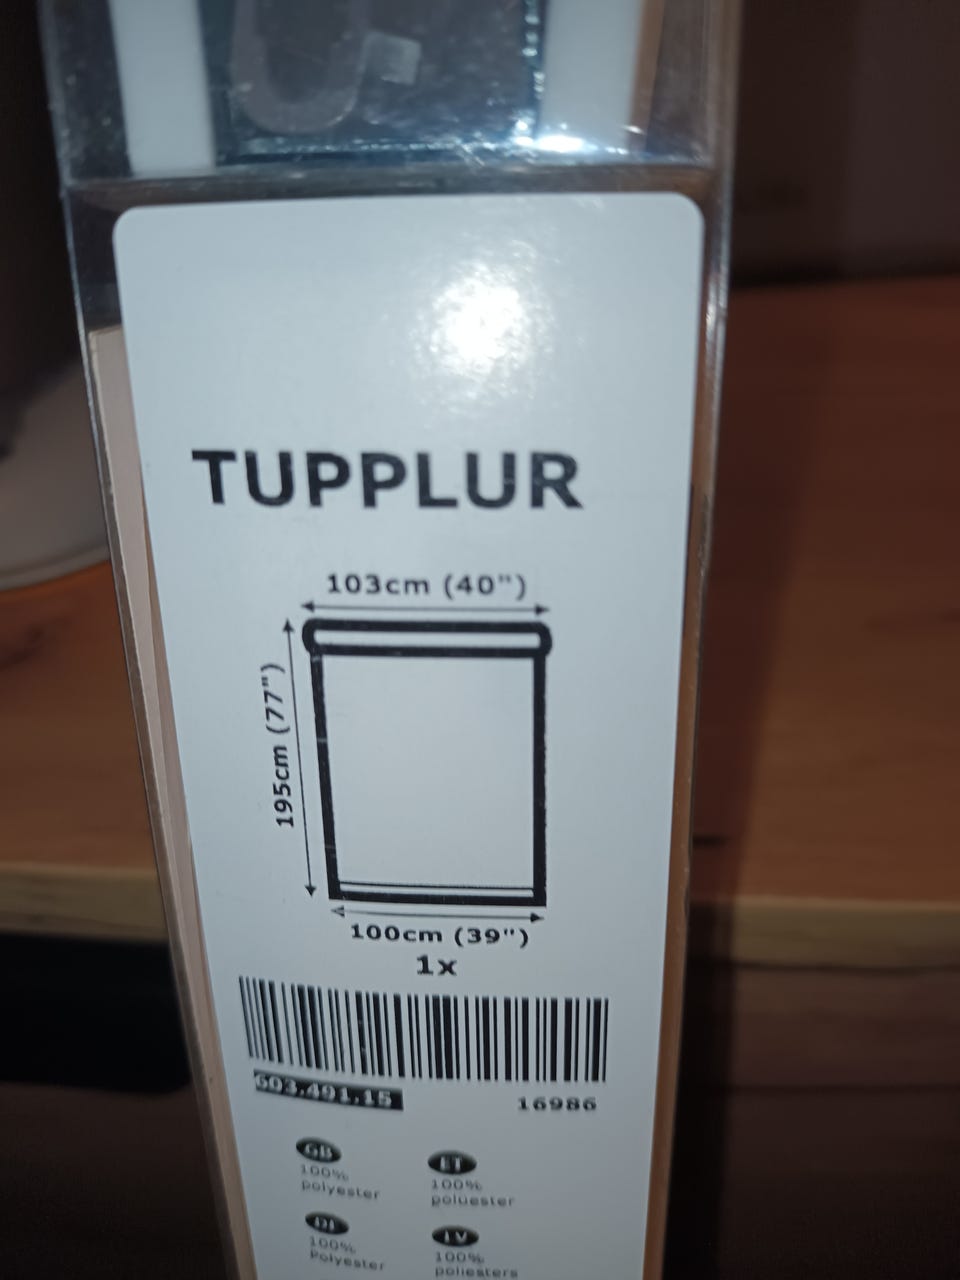 TUPPLUR
103cm (40")
195cm (77")
100cm (39")
1x
603.491.15
16986
GB
100%
polyester
ET
100%
polüester
DE
100%
Polyester
LV
100%
poliesters